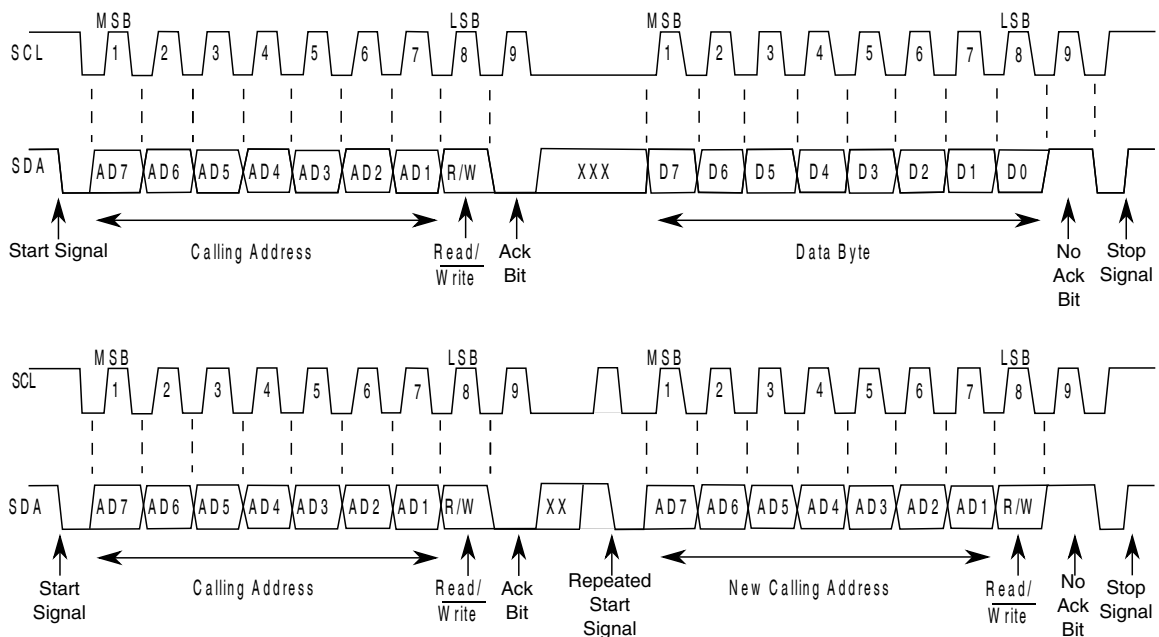 MSB LSB MSB LSB
SCL 1 2 3 4 5 6 7 8 9 1 2 3 4 5 6 7 8 9
SDA AD7 AD6 AD5 AD4 AD3 AD2 AD1 R/W XXX D7 D6 D5 D4 D3 D2 D1 D0
Start Signal Calling Address Read/ Ack Data Byte No Stop
Write Bit Ack Signal
Bit
MSB LSB MSB LSB
SCL 1 2 3 4 5 6 7 8 9 1 2 3 4 5 6 7 8 9
SDA AD7 AD6 AD5 AD4 AD3 AD2 AD1 R/W XX AD7 AD6 AD5 AD4 AD3 AD2 AD1 R/W
Start Calling Address Read/ Ack Repeated New Calling Address Read/ No Stop
Signal Write Bit Start Write Ack Signal
Signal Bit